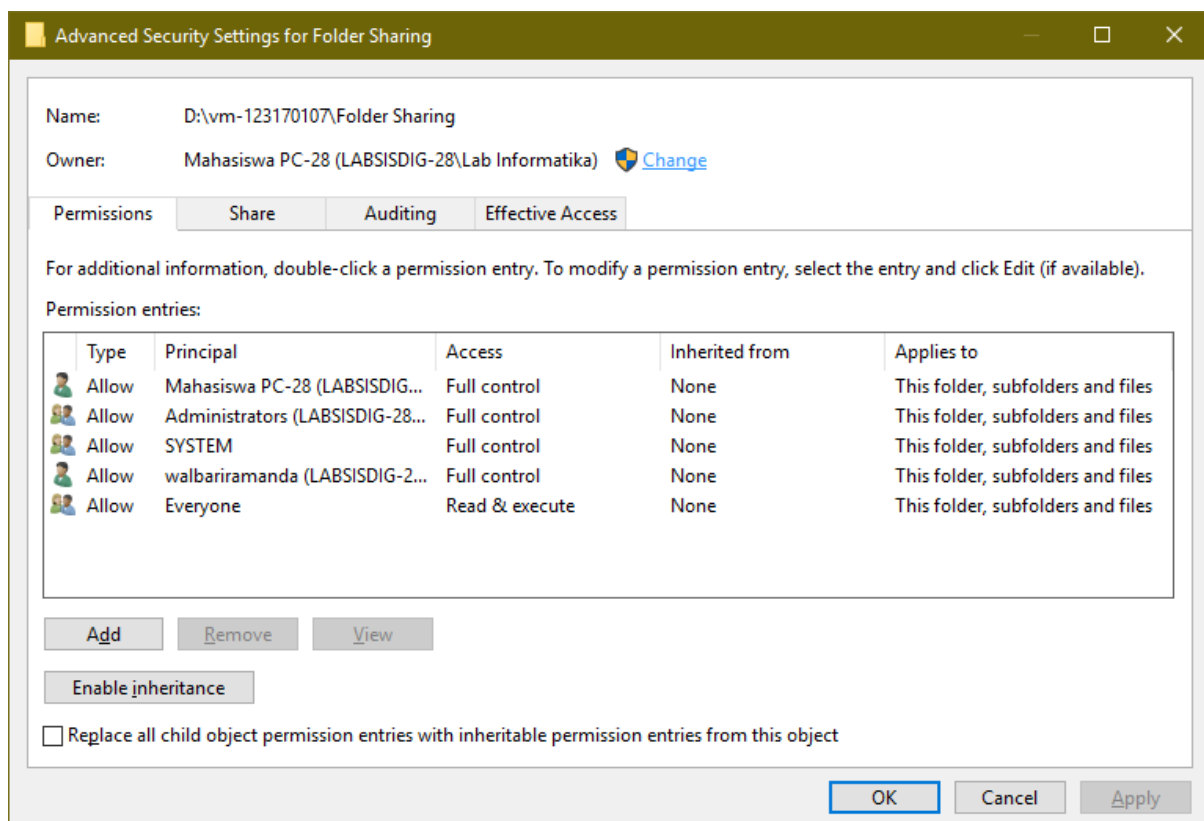 Advanced Security Settings for Folder Sharing
Name: D:\vm-123170107\Folder Sharing
Owner: Mahasiswa PC-28 (LABSISDIG-28\Lab Informatika) Change
Permissions Share Auditing Effective Access
For additional information, double-click a permission entry. To modify a permission entry, select the entry and click Edit (if available).
Permission entries:
Type Principal Access Inherited from Applies to
Allow Mahasiswa PC-28 (LABSISDIG... Full control None This folder, subfolders and files
Allow Administrators (LABSISDIG-28... Full control None This folder, subfolders and files
Allow SYSTEM Full control None This folder, subfolders and files
Allow walbariramanda (LABSISDIG-2... Full control None This folder, subfolders and files
Allow Everyone Read & execute None This folder, subfolders and files
Add Remove View
Enable inheritance
Replace all child object permission entries with inheritable permission entries from this object
OK Cancel Apply